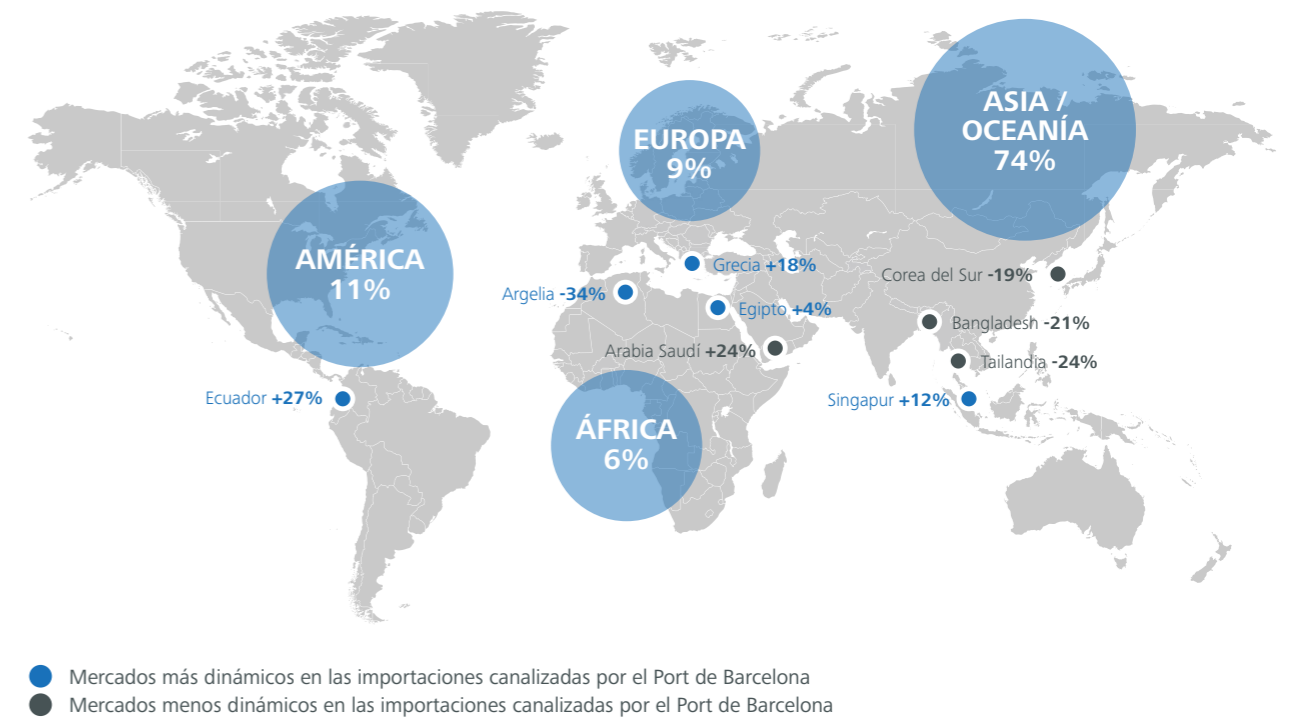 ASIA /
OCEANÍA
74%
EUROPA
9%
AMÉRICA
11%
Grecia +18%
Corea del Sur -19%
Argelia -34%
Egipto +4%
Bangladesh -21%
Arabia Saudí +24%
Tailandia -24%
Ecuador +27%
Singapur +12%
ÁFRICA
6%
Mercados más dinámicos en las importaciones canalizadas por el Port de Barcelona
Mercados menos dinámicos en las importaciones canalizadas por el Port de Barcelona